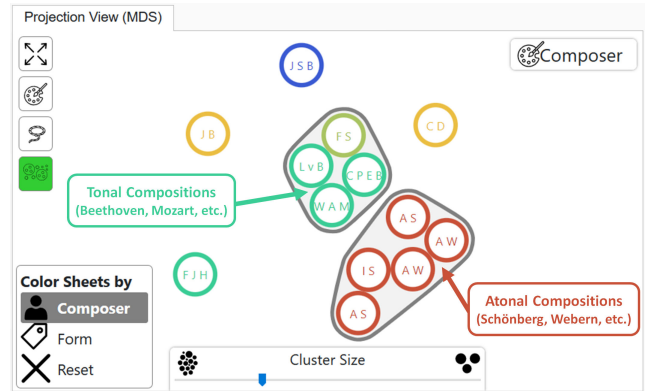 Projection View (MDS)
J S B
Composer
J B
C D
F S
L v B
C P E B
W A M
Tonal Compositions
(Beethoven, Mozart, etc.)
A S
A W
F J H
I S
A W
A S
Atonal Compositions
(Schönberg, Webern, etc.)
Color Sheets by
Composer
Form
Reset
Cluster Size